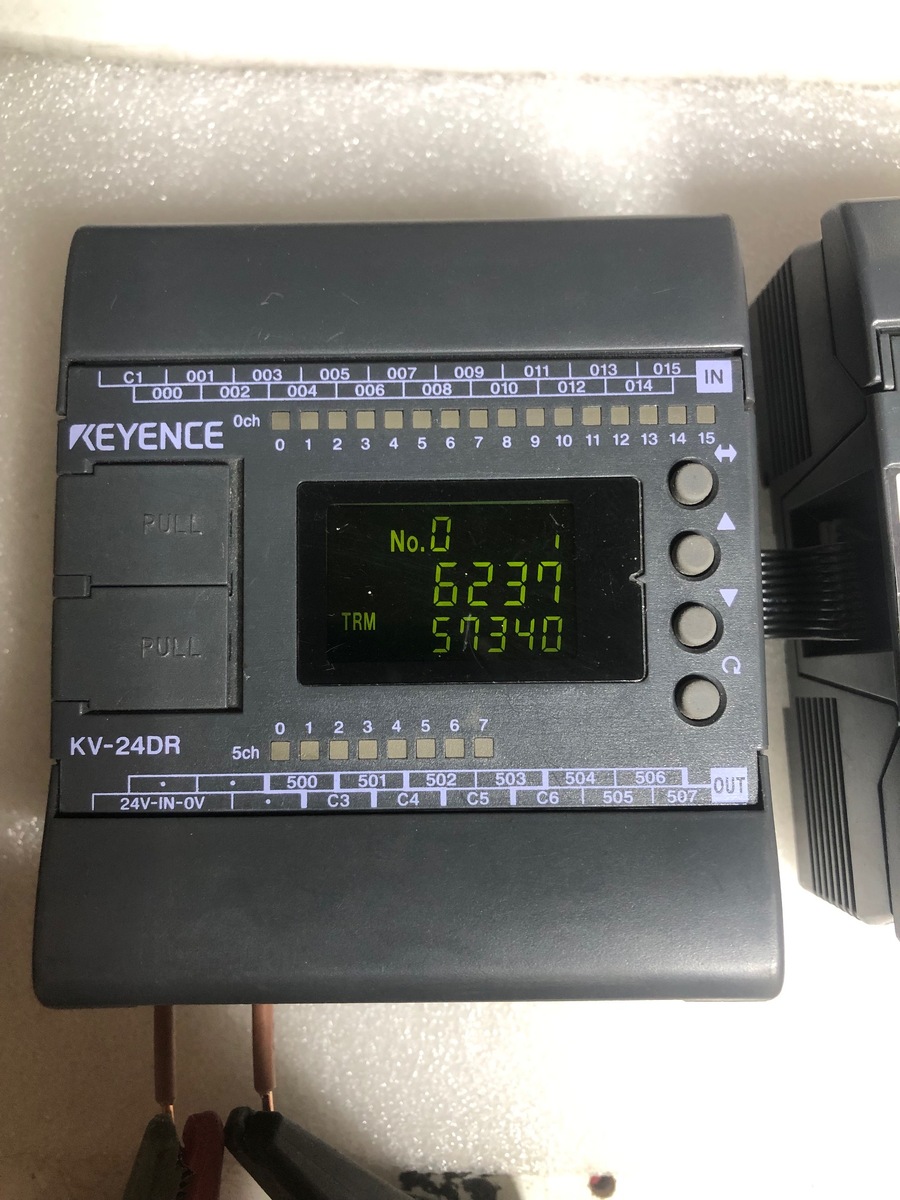 C1 001 003 005 007 009 011 013 015 IN
000 002 004 006 008 010 012 014
KEYENCE 0ch
0 1 2 3 4 5 6 7 8 9 10 11 12 13 14 15
PULL
PULL
No.0 1
6237
TRM 57340
0 1 2 3 4 5 6 7
KV-24DR 5ch
500 501 502 503 504 506 OUT
24V-IN-0V C3 C4 C5 C6 505 507